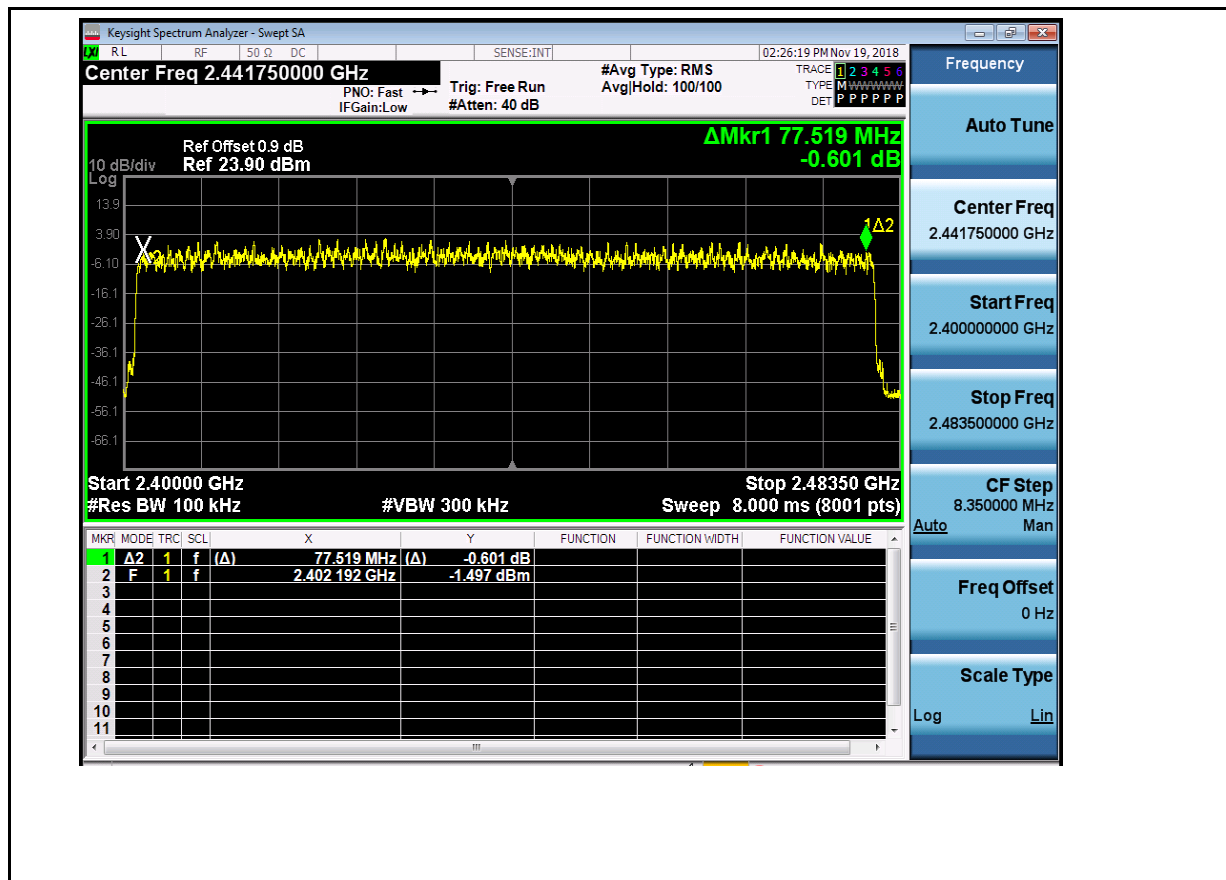 Keysight Spectrum Analyzer - Swept SA
LXI RL RF 50 Ω DC SENSE:INT 02:26:19 PM Nov 19, 2018
Center Freq 2.441750000 GHz
PNO: Fast
IFGain:Low
Trig: Free Run
#Atten: 40 dB
#Avg Type: RMS
Avg|Hold: 100/100
TRACE 1 2 3 4 5 6
TYPE M WWWWW
DET P P P P P P
ΔMkr1 77.519 MHz
-0.601 dB
Ref Offset 0.9 dB
10 dB/div Ref 23.90 dBm
Log
13.9
3.90
-6.10
-16.1
-26.1
-36.1
-46.1
-56.1
-66.1
1Δ2
Start 2.40000 GHz Stop 2.48350 GHz
#Res BW 100 kHz #VBW 300 kHz Sweep 8.000 ms (8001 pts)
MKR MODE TRC SCL X Y FUNCTION FUNCTION WIDTH FUNCTION VALUE
1 Δ2 1 f (Δ) 77.519 MHz (Δ) -0.601 dB
2 F 1 f 2.402 192 GHz -1.497 dBm
3
4
5
6
7
8
9
10
11
Frequency
Auto Tune
Center Freq
2.441750000 GHz
Start Freq
2.400000000 GHz
Stop Freq
2.483500000 GHz
CF Step
8.350000 MHz
Auto Man
Freq Offset
0 Hz
Scale Type
Log Lin